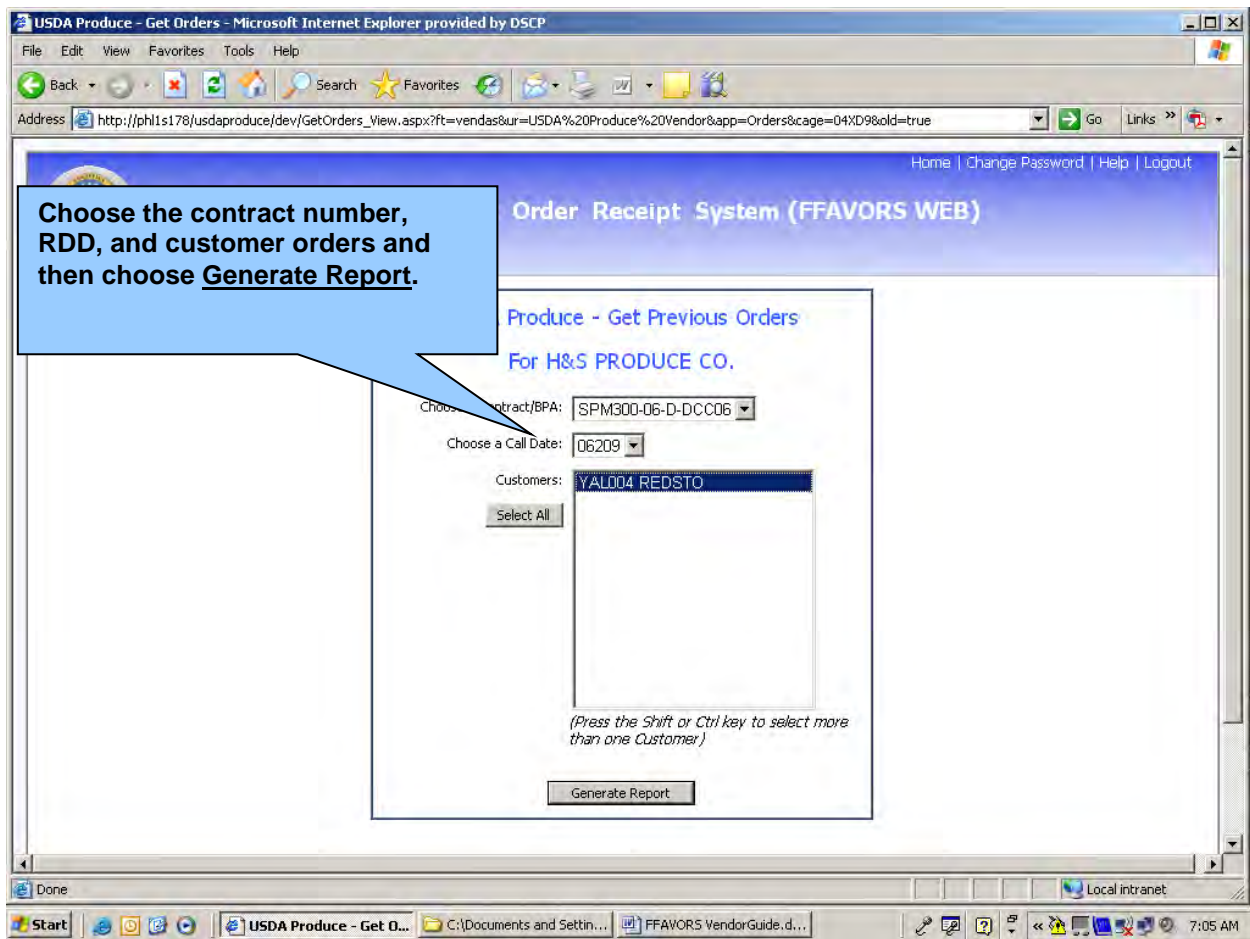 USDA Produce - Get Orders - Microsoft Internet Explorer provided by DSCP
File Edit View Favorites Tools Help
Back Search Favorites
Address http://phl1s178/usdaproduce/dev/GetOrders_View.aspx?ft=vendas&ur=USDA%20Produce%20Vendor&app=Orders&cage=04XD9&old=true Go Links »
Home | Change Password | Help | Logout
Order Receipt System (FFAVORS WEB)
Choose the contract number,
RDD, and customer orders and
then choose Generate Report.
Produce - Get Previous Orders
For H&S PRODUCE CO.
ntract/BPA: SPM300-06-D-DCC06
Choose a Call Date: 06209
Customers: YAL004 REDSTO
Select All
(Press the Shift or Ctrl key to select more
than one Customer)
Generate Report
Done Local intranet
Start USDA Produce - Get O... C:\Documents and Settin... FFAVORS VendorGuide.d... « 7:05 AM